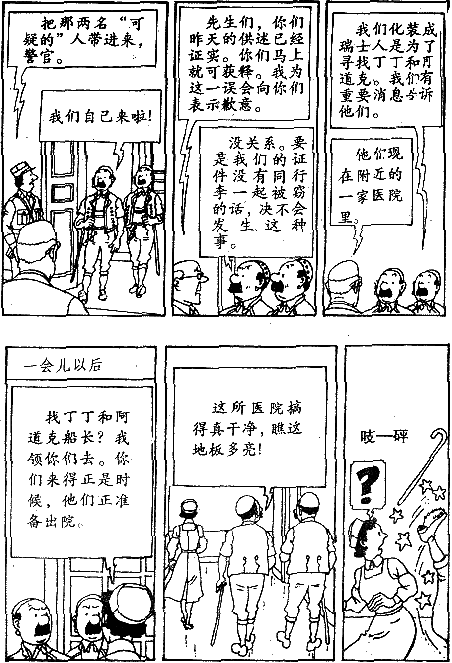 把那两名“可
疑的”人带进来，
警官。
我们自己来啦！
先生们，你们
昨天的供述已经
证实。你们马上
就可获释。我为
这一误会向你们
表示歉意。
没关系。要
是我们的证
件没有同行
李一起被窃
的话，决不会
发生这种
事。
我们化装成
瑞士人是为了
寻找丁丁和阿
道克。我们有
重要消息告诉
他们。
他们现
在附近的
一家医院
里。
一会儿以后
找丁丁和阿
道克船长？我
领你们去。你
们来得正是时
候，他们正准
备出院。
这所医院搞
得真干净，瞧这
地板多亮！
吱—砰
?